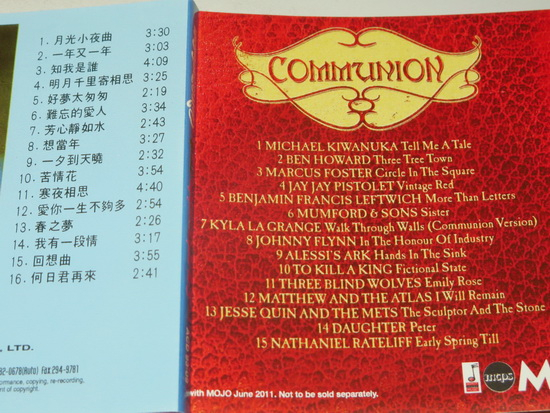 1. 月光小夜曲 3:30
2. 一年又一年 3:03
3. 知我是誰 4:09
4. 明月千里寄相思 3:25
5. 好夢太匆匆 2:19
6. 難忘的愛人 3:34
7. 芳心靜如水 2:43
8. 想當年 3:32
9. 一夕到天曉 2:32
10. 苦情花 3:54
11. 寒夜相思 4:40
12. 愛你一生不夠多 2:54
13. 春之夢 2:26
14. 我有一段情 3:17
15. 回想曲 3:55
16. 何日君再來 2:41
LTD.
Fax 294-9781
copying, re-recording,
of copyright.
COMMUNION
1 MICHAEL KIWANUKA Tell Me A Tale
2 BEN HOWARD Three Tree Town
3 MARCUS FOSTER Circle In The Square
4 JAY JAY PISTOLET Vintage Red
5 BENJAMIN FRANCIS LEFTWICH More Than Letters
6 MUMFORD & SONS Sister
7 KYLA LA GRANGE Walk Through Walls (Communion Version)
8 JOHNNY FLYNN In The Honour Of Industry
9 ALESSI'S ARK Hands In The Sink
10 TO KILL A KING Fictional State
11 THREE BLIND WOLVES Emily Rose
12 MATTHEW AND THE ATLAS I Will Remain
13 JESSE QUIN AND THE METS The Sculptor And The Stone
14 DAUGHTER Peter
15 NATHANIEL RATELIFF Early Spring Till
mcps
M
with MOJO June 2011. Not to be sold separately.